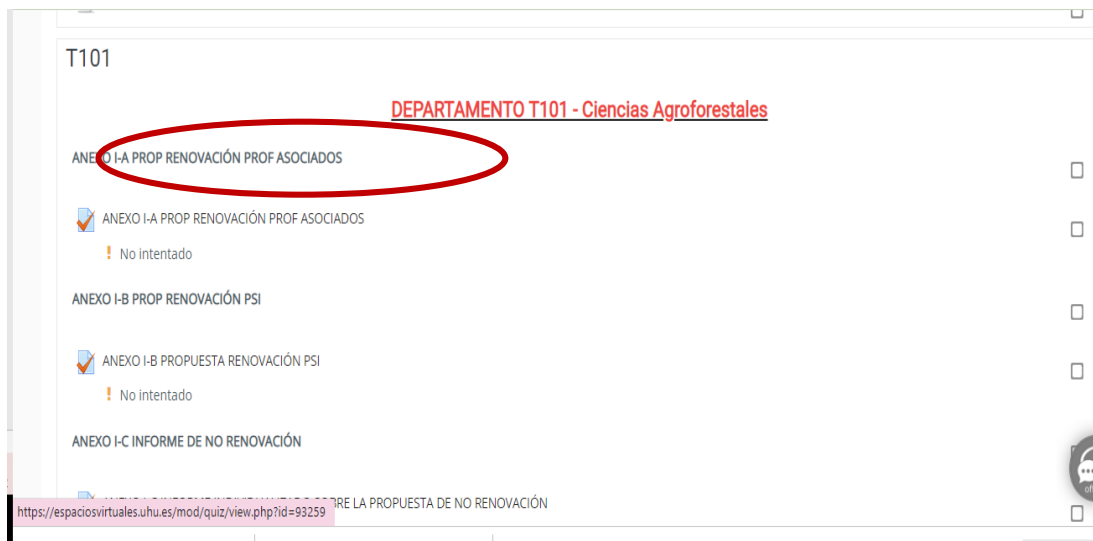 T101
DEPARTAMENTO T101 - Ciencias Agroforestales
ANEXO I-A PROP RENOVACIÓN PROF ASOCIADOS
ANEXO I-A PROP RENOVACIÓN PROF ASOCIADOS
! No intentado
ANEXO I-B PROP RENOVACIÓN PSI
ANEXO I-B PROPUESTA RENOVACIÓN PSI
! No intentado
ANEXO I-C INFORME DE NO RENOVACIÓN
LA PROPUESTA DE NO RENOVACIÓN
https://espaciosvirtuales.uhu.es/mod/quiz/view.php?id=93259